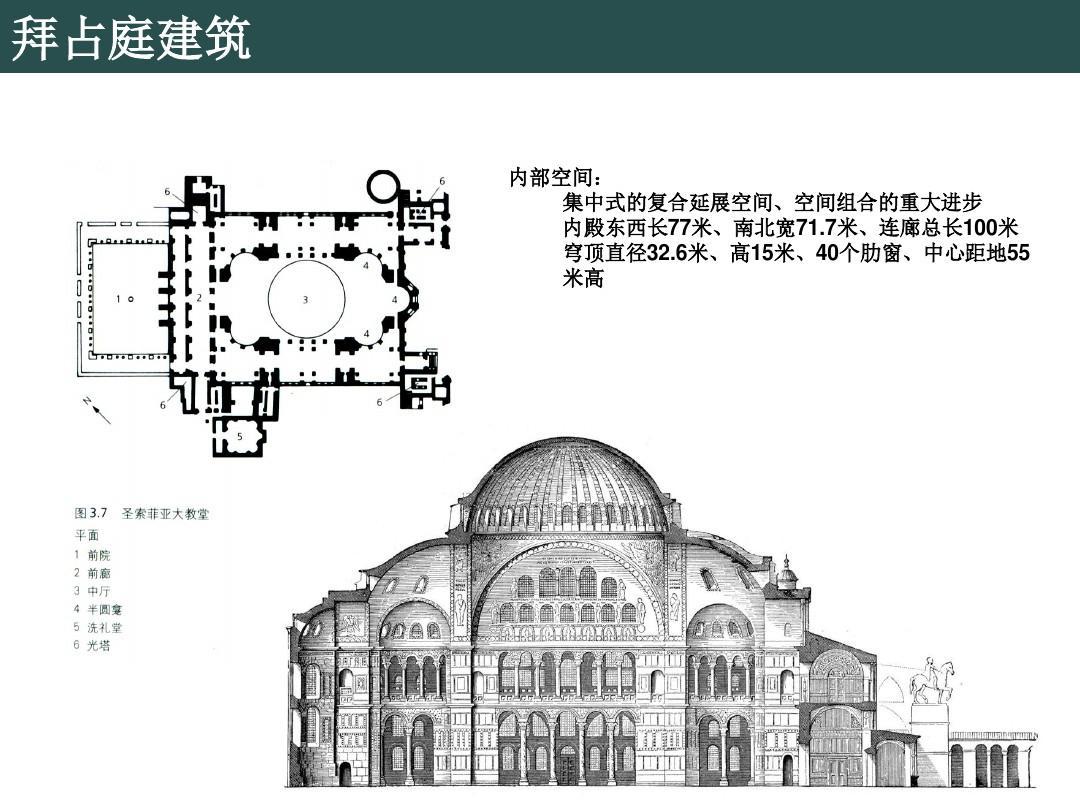 拜占庭建筑
内部空间：
集中式的复合延展空间、空间组合的重大进步
内殿东西长77米、南北宽71.7米、连廊总长100米
穹顶直径32.6米、高15米、40个肋窗、中心距地55
米高
6
6
4
1
2
3
4
4
N
6
6
5
图3.7 圣索菲亚大教堂
平面
1 前院
2 前廊
3 中厅
4 半圆龛
5 洗礼堂
6 光塔